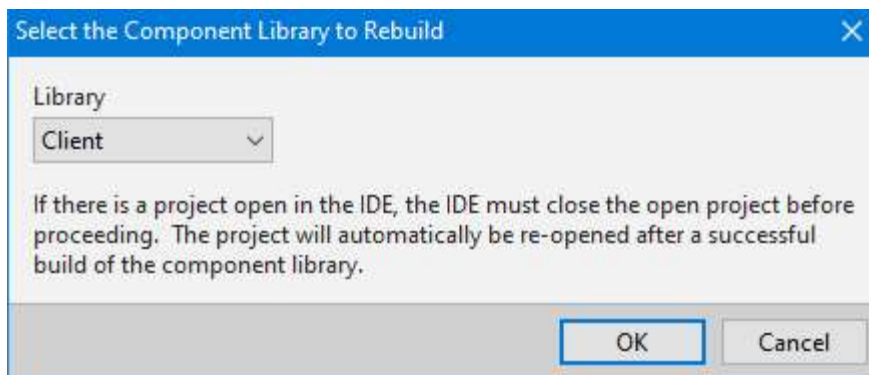 Select the Component Library to Rebuild
Library
Client
If there is a project open in the IDE, the IDE must close the open project before
proceeding.  The project will automatically be re-opened after a successful
build of the component library.
OK
Cancel